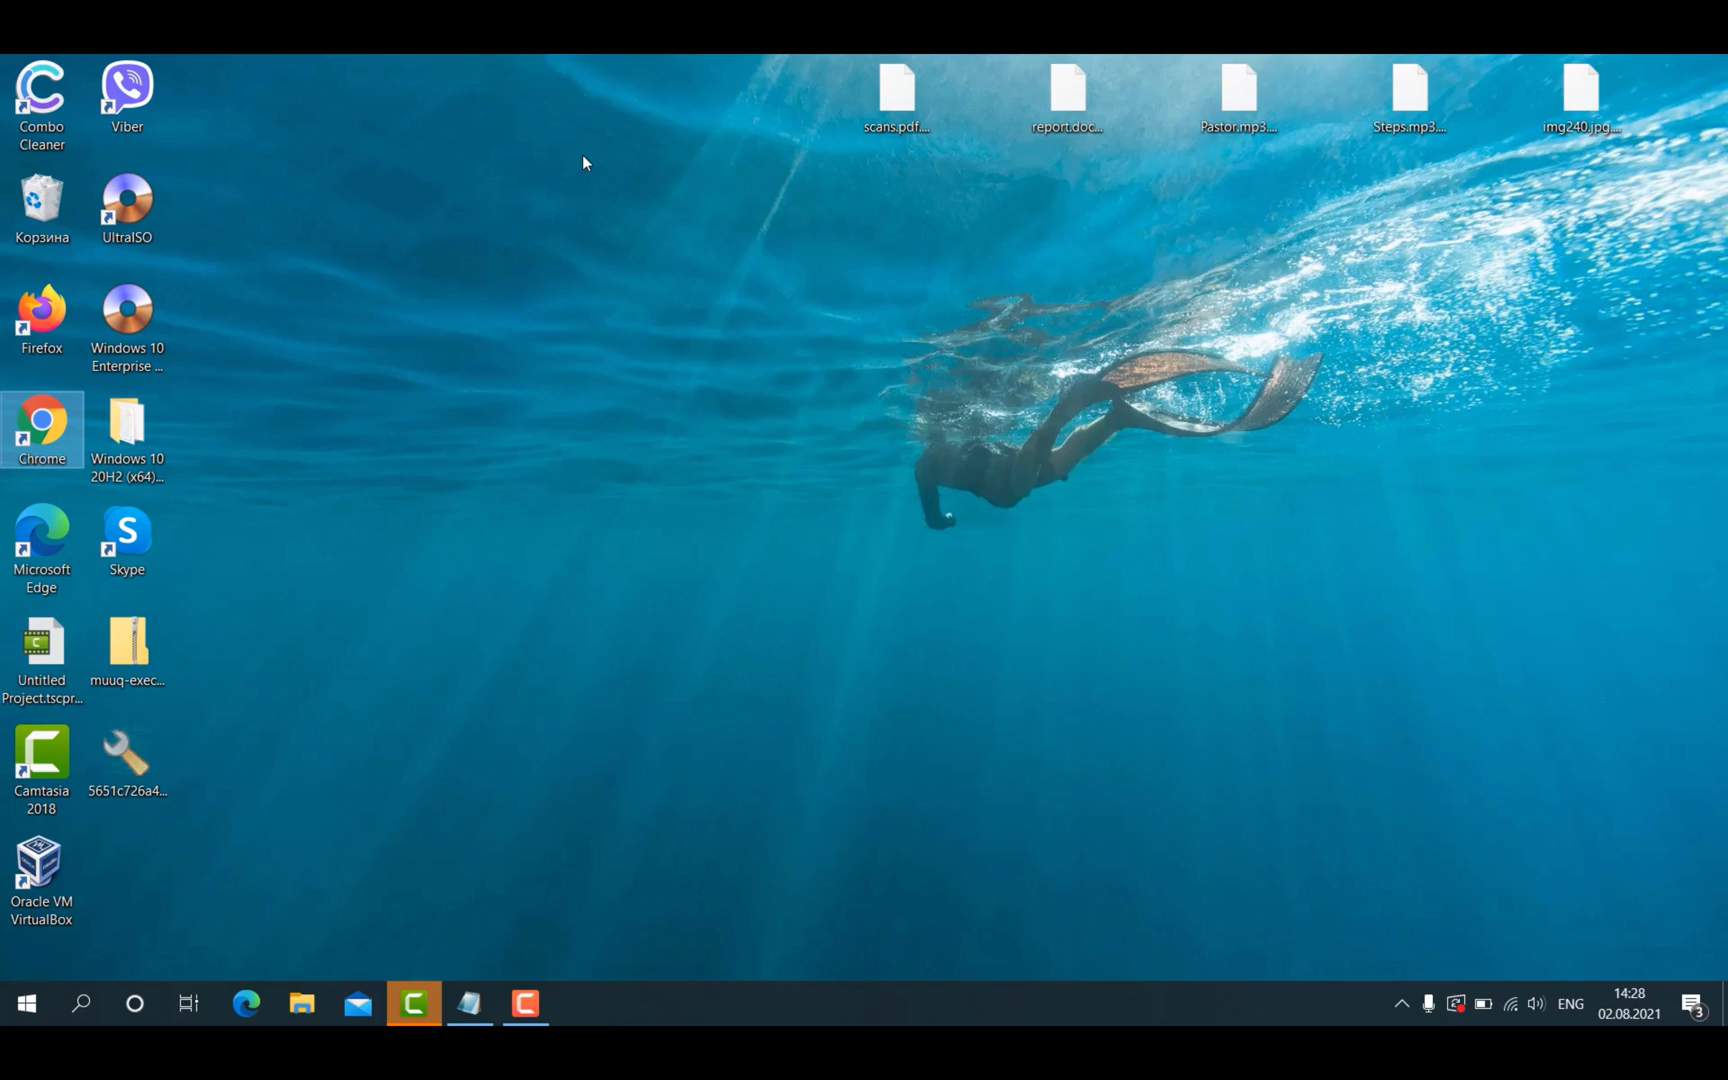 Combo
Cleaner
Viber
scans.pdf....
report.doc...
Pastor.mp3....
Steps.mp3....
img240.jpg....
Корзина
UltraISO
Firefox
Windows 10
Enterprise ...
Chrome
Windows 10
20H2 (x64)...
Microsoft
Edge
S
Skype
C
Untitled
Project.tscpr...
muuq-exec...
Camtasia
2018
5651c726a4...
VM
Oracle VM
VirtualBox
ENG
14:28
02.08.2021
3